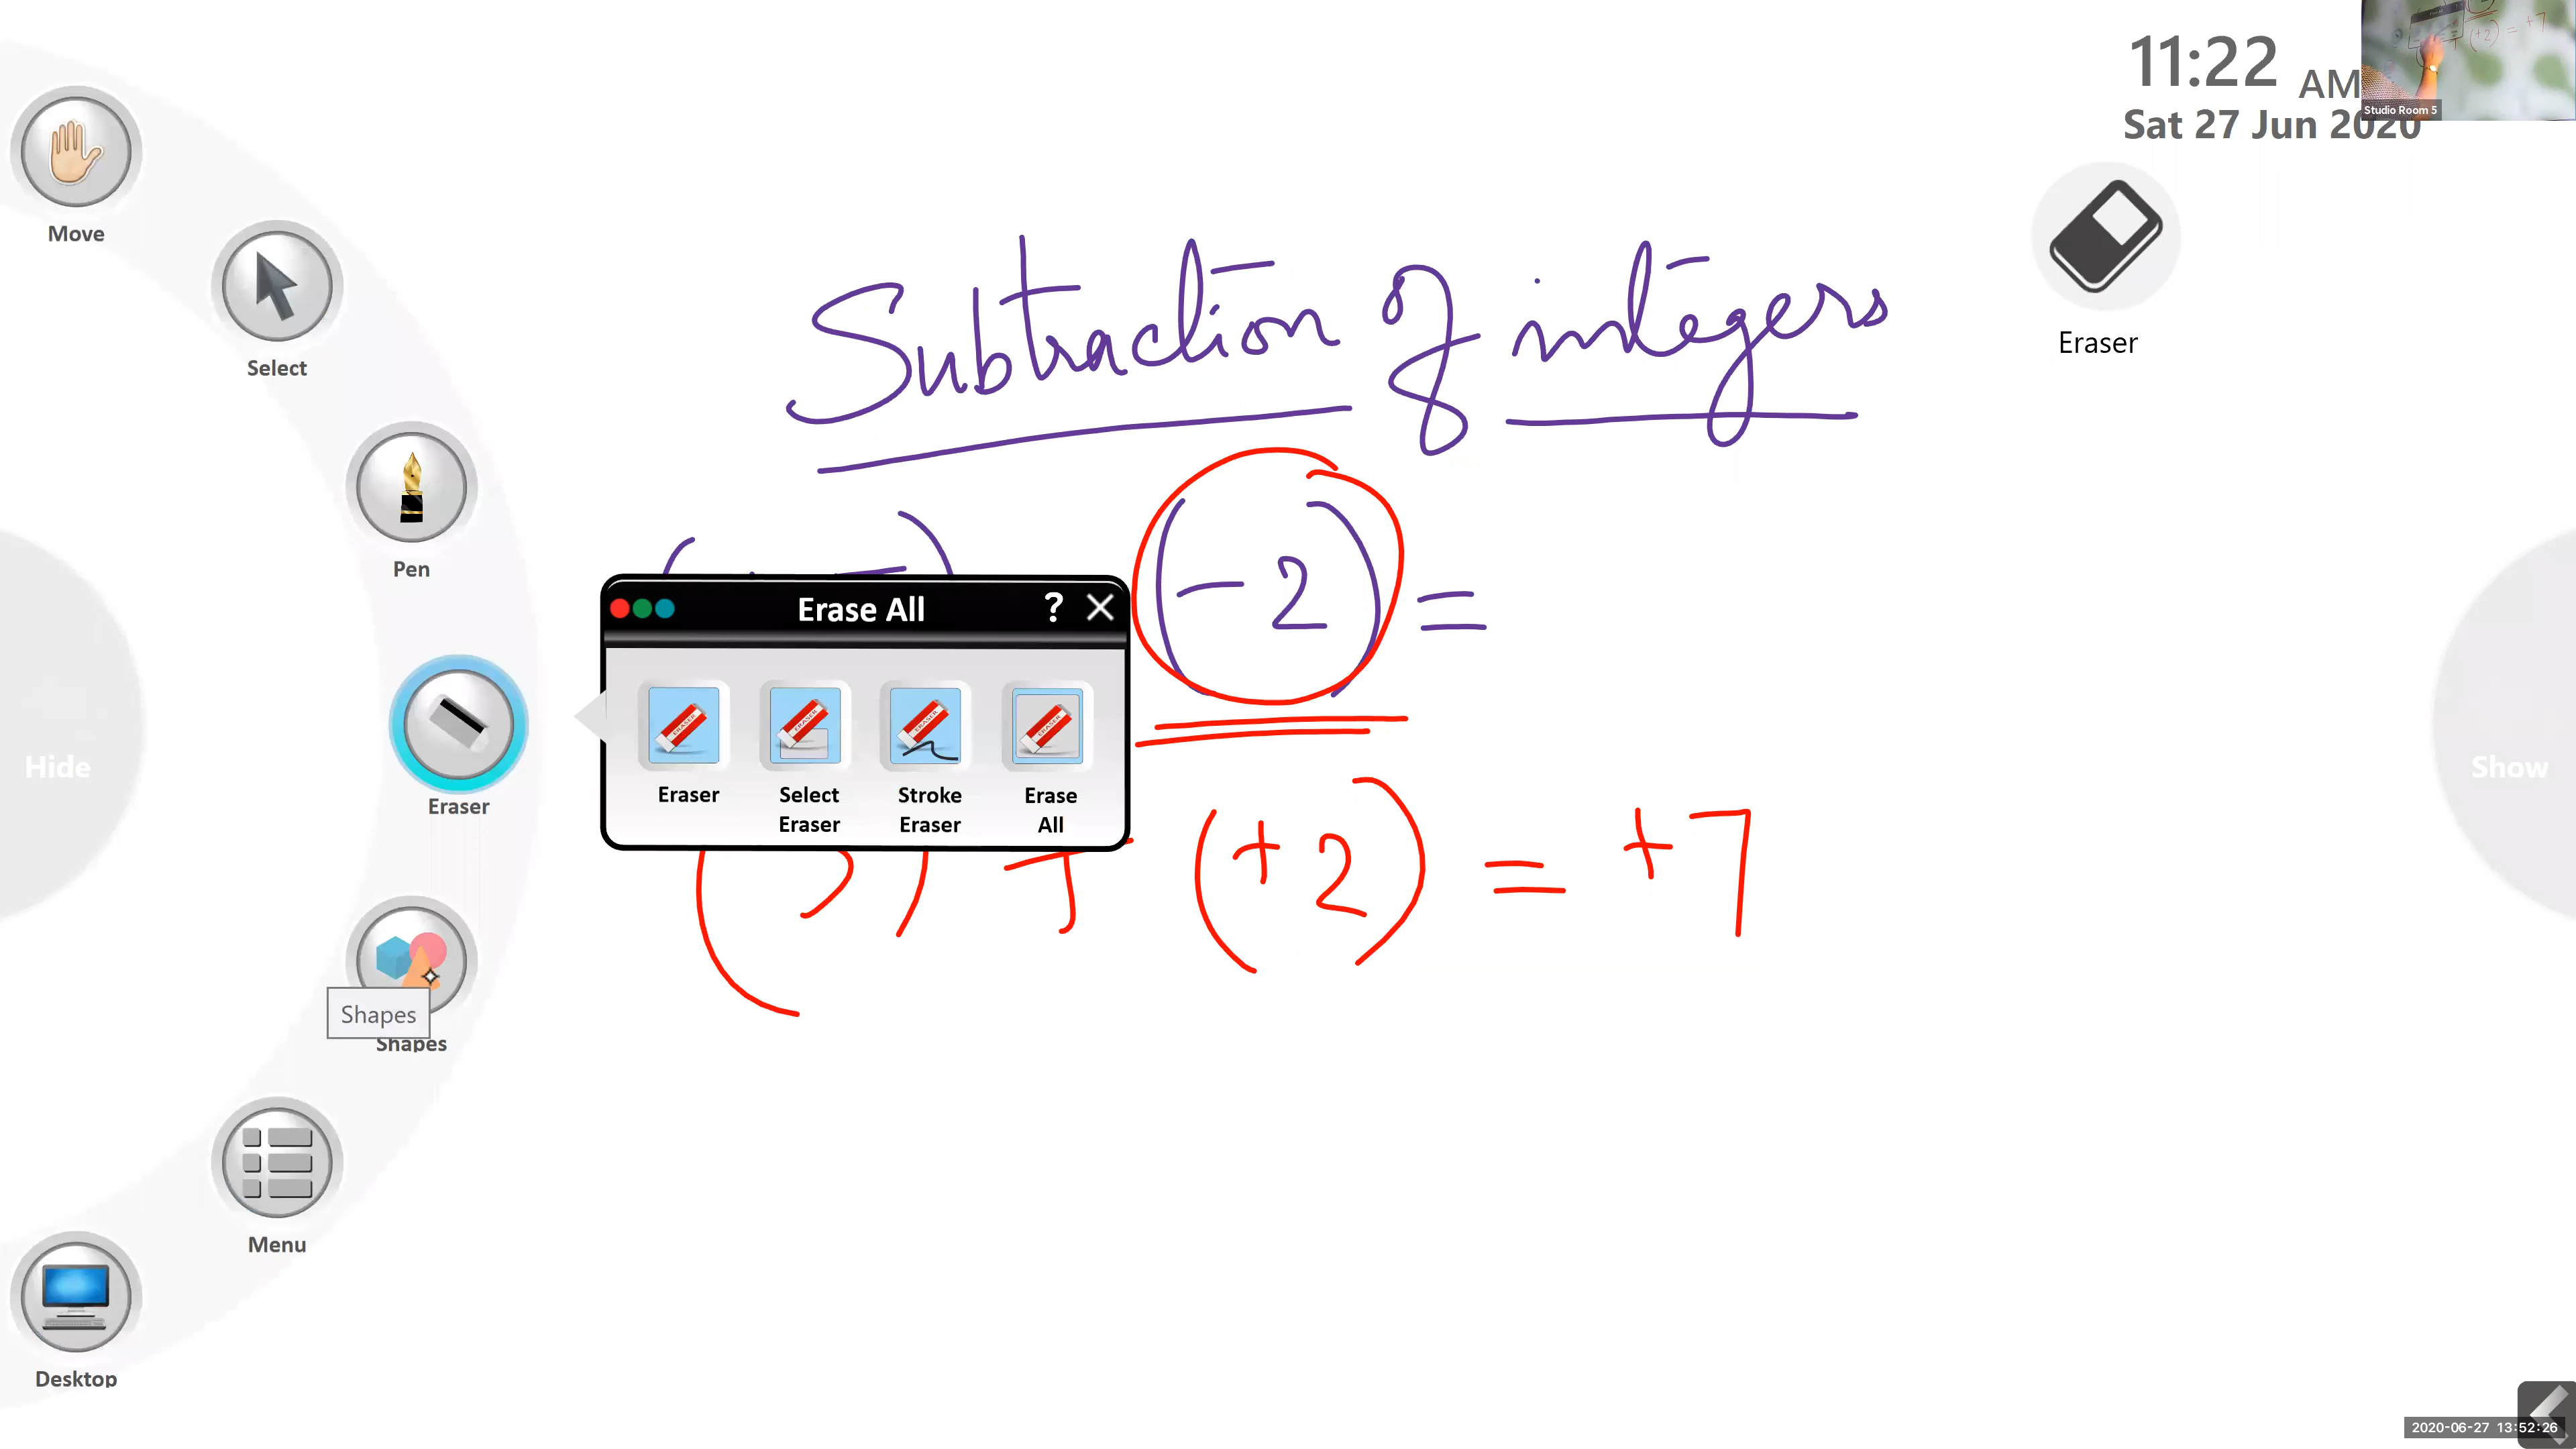 11:22 AM
Sat 27 Jun 2020
Studio Room 5
Move
Select
Pen
Eraser
Shapes
Shapes
Menu
Desktop
Hide
Show
Eraser
Subtraction of integers
(-2) =
Erase All ? ×
Eraser
Select Eraser
Stroke Eraser
Erase All
(+2) = +7
2020-06-27 13:52:26